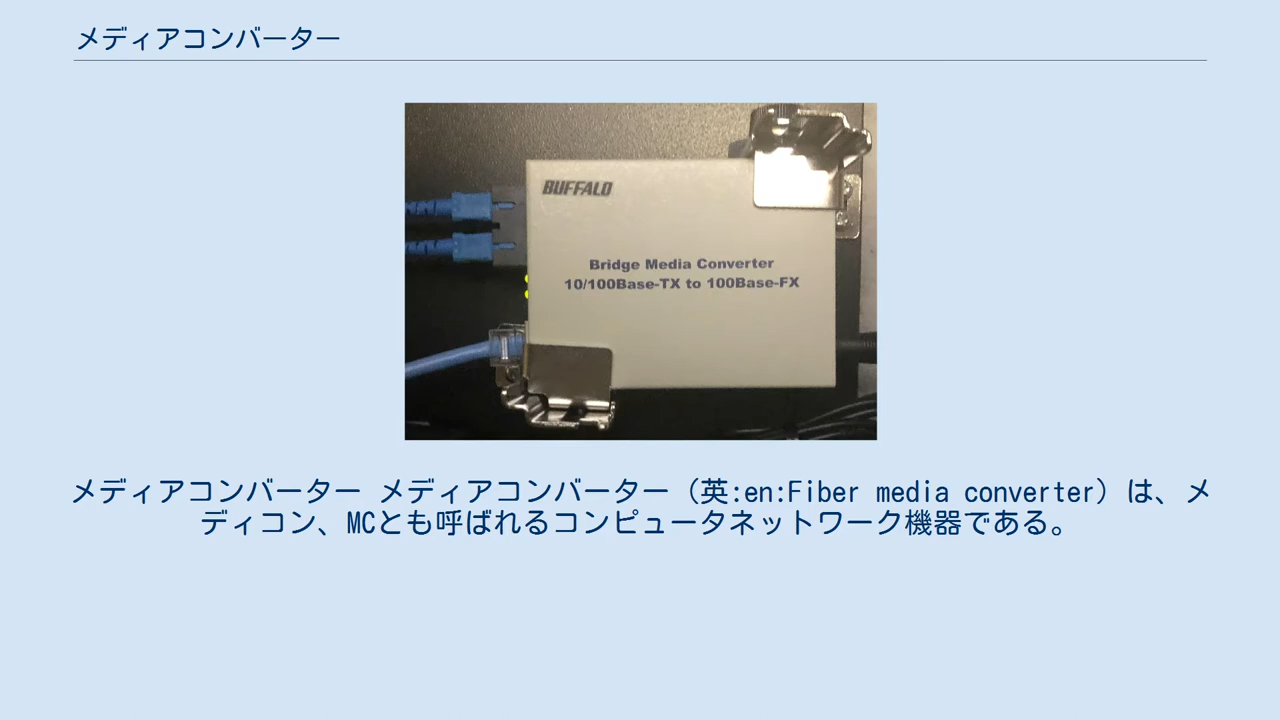 メディアコンバーター
BUFFALO
Bridge Media Converter
10/100Base-TX to 100Base-FX
メディアコンバーター メディアコンバーター（英:en:Fiber media converter）は、メ
ディコン、MCとも呼ばれるコンピュータネットワーク機器である。